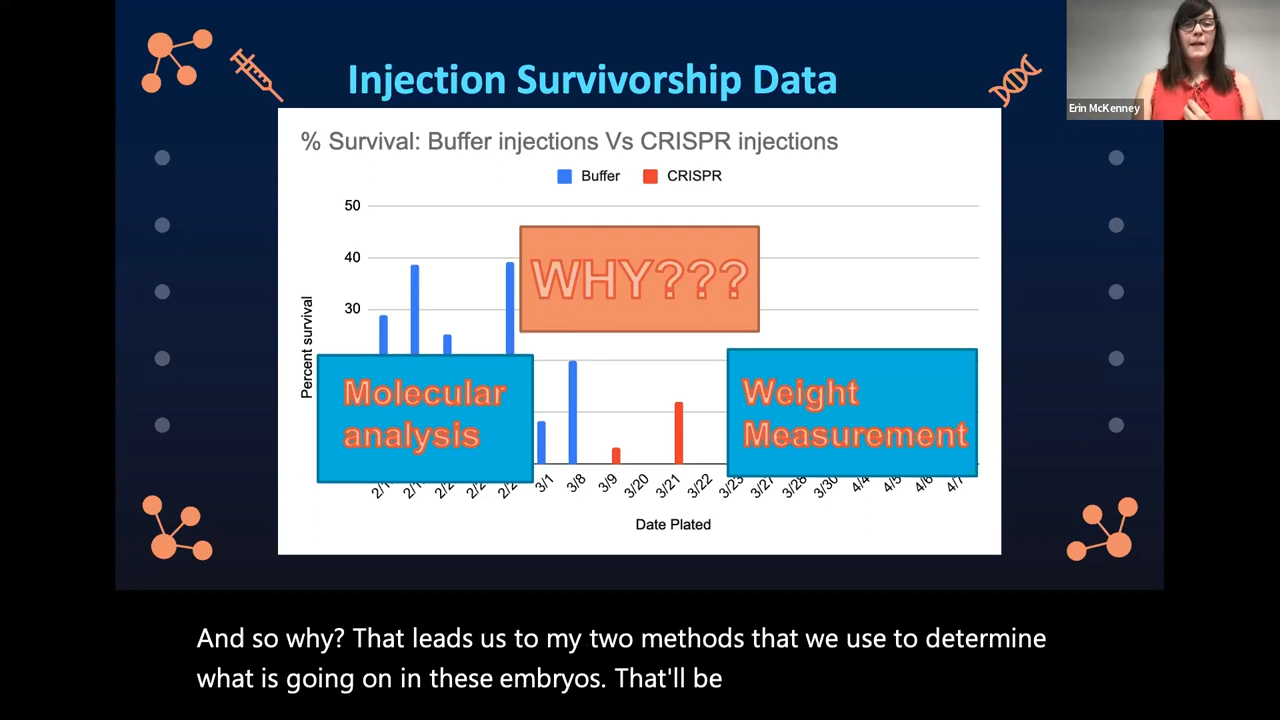 Injection Survivorship Data
Erin McKenney
% Survival: Buffer injections Vs CRISPR injections
Buffer CRISPR
50
40
30
Percent survival
WHY???
Molecular
analysis
Weight
Measurement
3/1 3/8 3/9 3/20 3/21 3/22 3/23 3/27 3/28 3/30 4/4 4/5 4/6 4/7
Date Plated
And so why? That leads us to my two methods that we use to determine
what is going on in these embryos. That'll be